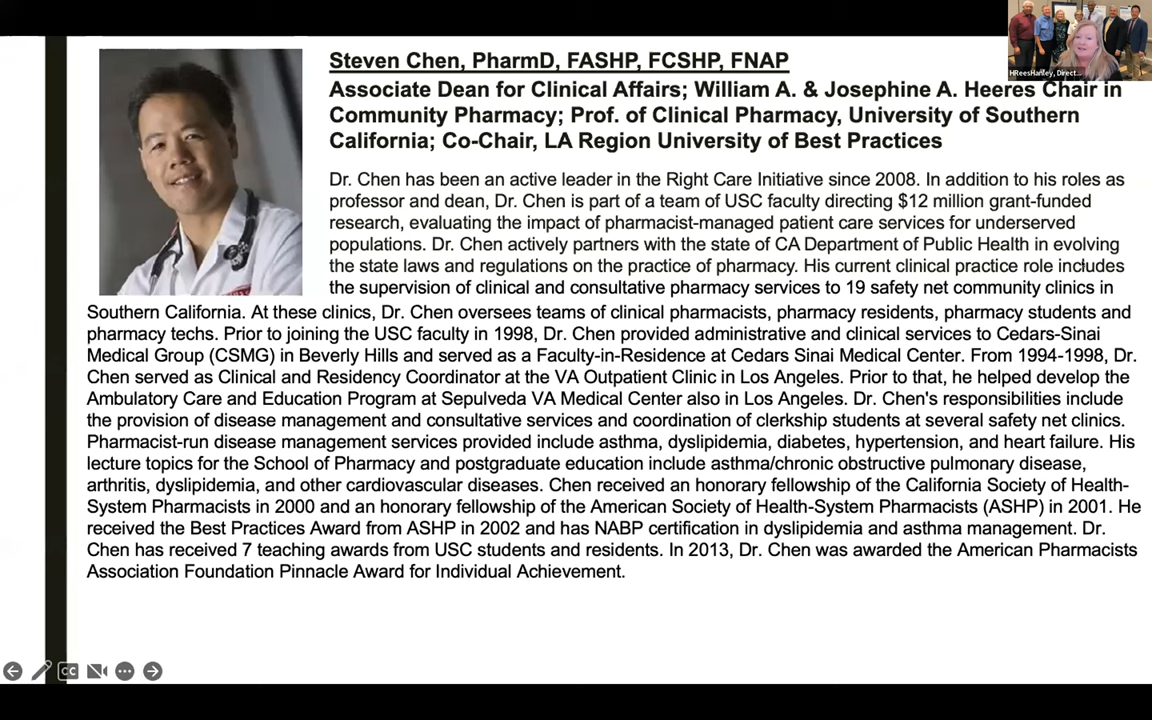 Steven Chen, PharmD, FASHP, FCSHP, FNAP
Associate Dean for Clinical Affairs; William A. & Josephine A. Heeres Chair in
Community Pharmacy; Prof. of Clinical Pharmacy, University of Southern
California; Co-Chair, LA Region University of Best Practices
Dr. Chen has been an active leader in the Right Care Initiative since 2008. In addition to his roles as
professor and dean, Dr. Chen is part of a team of USC faculty directing $12 million grant-funded
research, evaluating the impact of pharmacist-managed patient care services for underserved
populations. Dr. Chen actively partners with the state of CA Department of Public Health in evolving
the state laws and regulations on the practice of pharmacy. His current clinical practice role includes
the supervision of clinical and consultative pharmacy services to 19 safety net community clinics in
Southern California. At these clinics, Dr. Chen oversees teams of clinical pharmacists, pharmacy residents, pharmacy students and
pharmacy techs. Prior to joining the USC faculty in 1998, Dr. Chen provided administrative and clinical services to Cedars-Sinai
Medical Group (CSMG) in Beverly Hills and served as a Faculty-in-Residence at Cedars Sinai Medical Center. From 1994-1998, Dr.
Chen served as Clinical and Residency Coordinator at the VA Outpatient Clinic in Los Angeles. Prior to that, he helped develop the
Ambulatory Care and Education Program at Sepulveda VA Medical Center also in Los Angeles. Dr. Chen's responsibilities include
the provision of disease management and consultative services and coordination of clerkship students at several safety net clinics.
Pharmacist-run disease management services provided include asthma, dyslipidemia, diabetes, hypertension, and heart failure. His
lecture topics for the School of Pharmacy and postgraduate education include asthma/chronic obstructive pulmonary disease,
arthritis, dyslipidemia, and other cardiovascular diseases. Chen received an honorary fellowship of the California Society of Health-
System Pharmacists in 2000 and an honorary fellowship of the American Society of Health-System Pharmacists (ASHP) in 2001. He
received the Best Practices Award from ASHP in 2002 and has NABP certification in dyslipidemia and asthma management. Dr.
Chen has received 7 teaching awards from USC students and residents. In 2013, Dr. Chen was awarded the American Pharmacists
Association Foundation Pinnacle Award for Individual Achievement.
HReesHanley, Direct...
CC